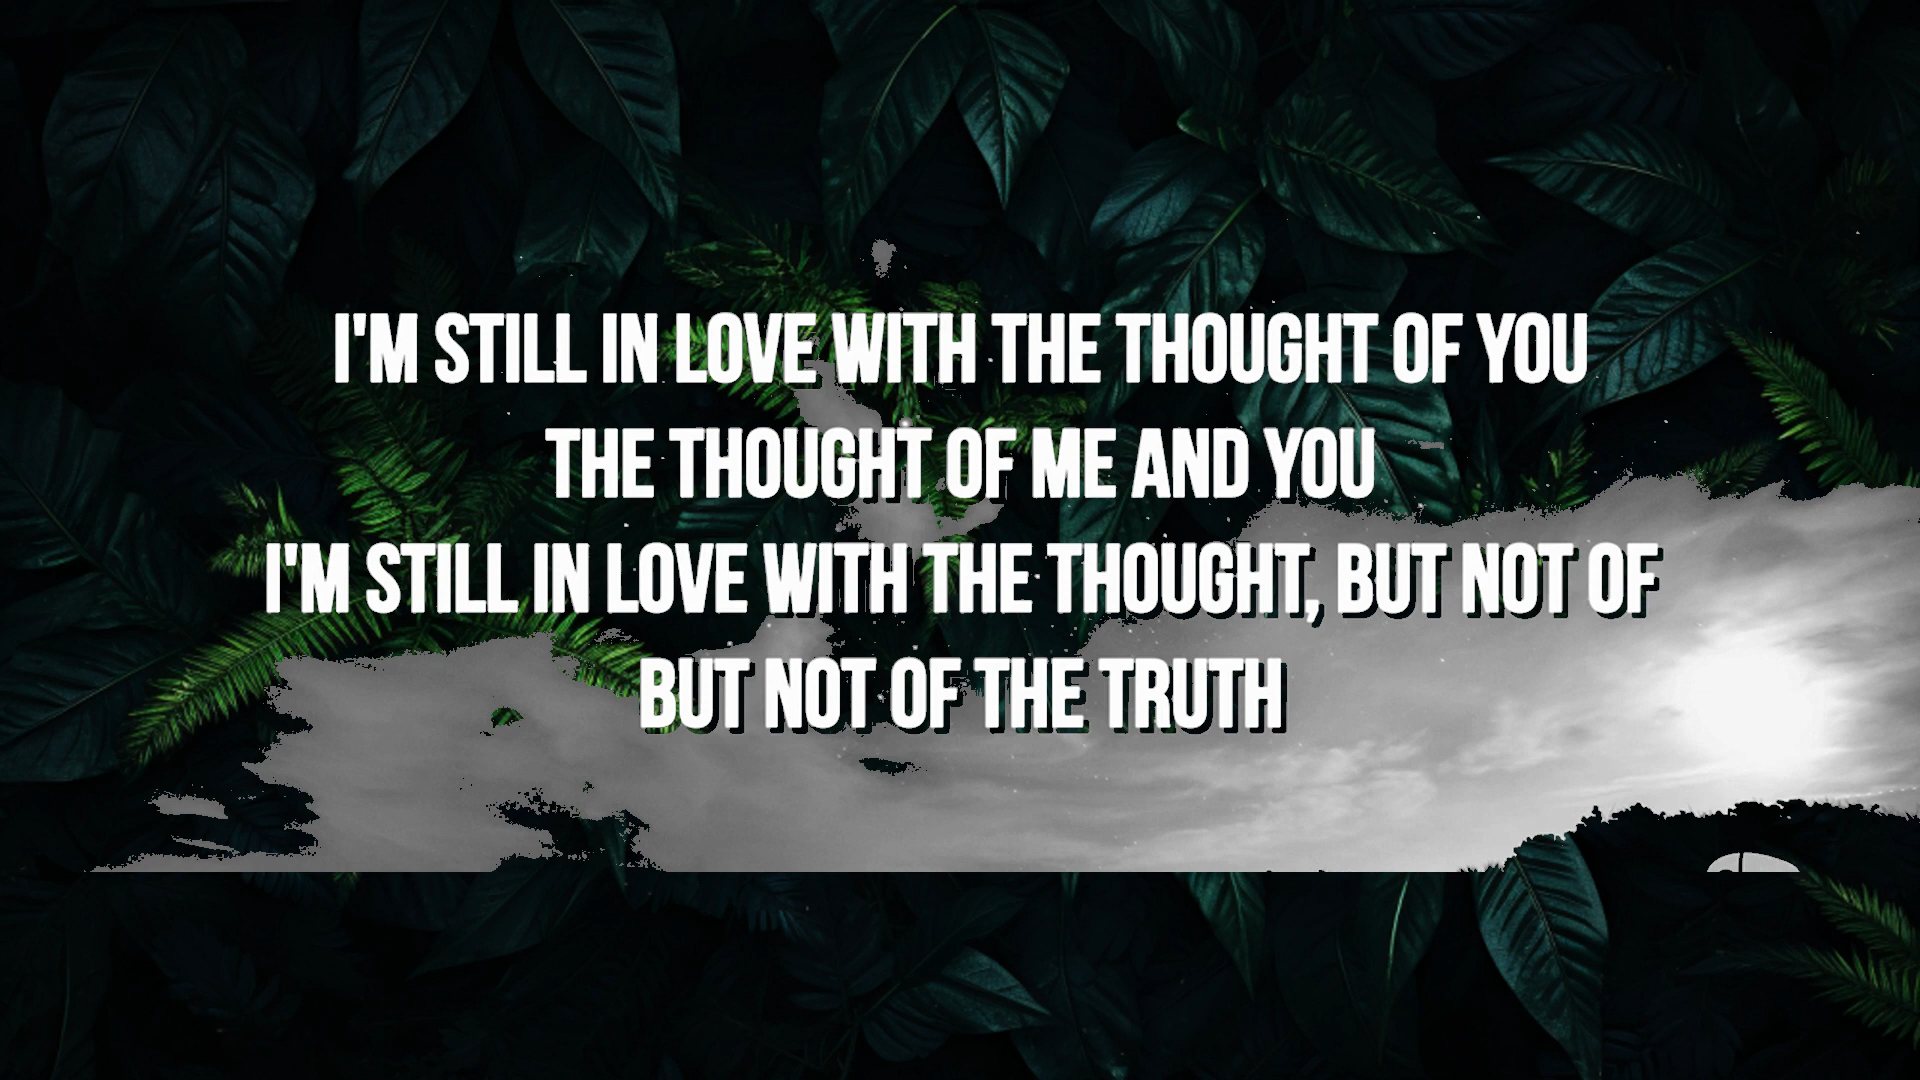 I'M STILL IN LOVE WITH THE THOUGHT OF YOU
THE THOUGHT OF ME AND YOU
I'M STILL IN LOVE WITH THE THOUGHT, BUT NOT OF
BUT NOT OF THE TRUTH